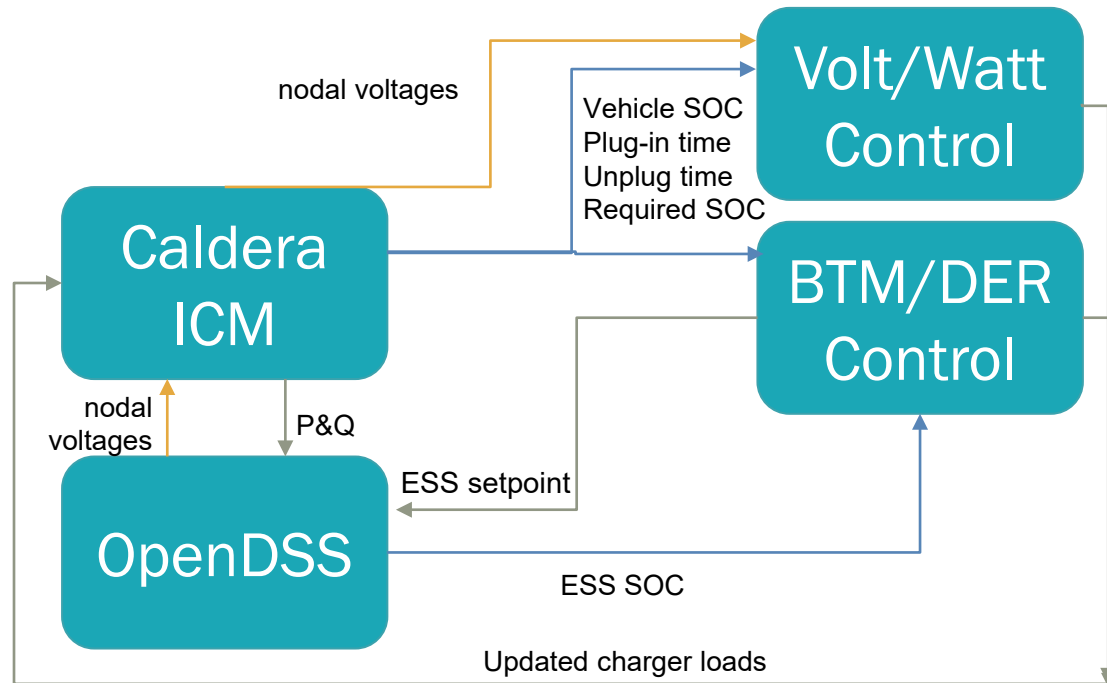 nodal voltages
Volt/Watt
Control
Vehicle SOC
Plug-in time
Unplug time
Required SOC
Caldera
ICM
BTM/DER
Control
nodal
voltages
P&Q
ESS setpoint
OpenDSS
ESS SOC
Updated charger loads